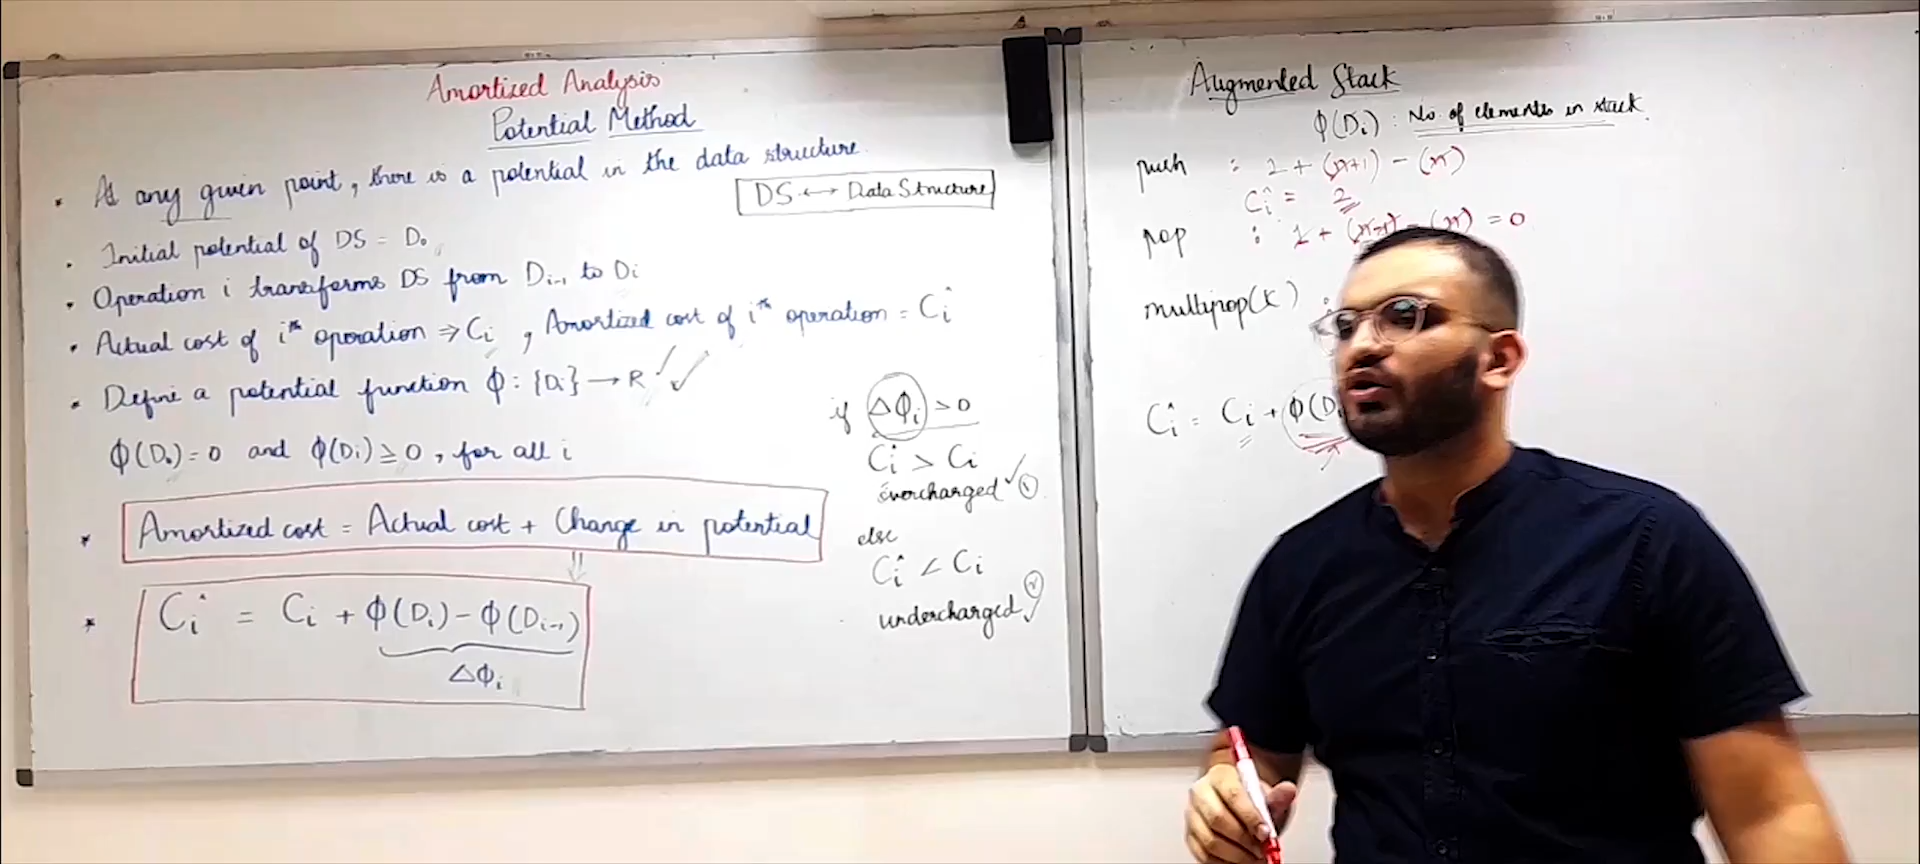 Amortized Analysis
Potential Method
• At any given point, there is a potential in the data structure.
DS ↔ Data Structure
• Initial potential of DS = D₀
• Operation i transforms DS from Dᵢ₋₁ to Dᵢ
• Actual cost of iᵗʰ operation ⇒ Cᵢ , Amortized cost of iᵗʰ operation = Ĉᵢ
• Define a potential function ϕ : {Dᵢ} → R
ϕ(D₀) = 0 and ϕ(Dᵢ) ≥ 0, for all i
* Amortized cost = Actual cost + Change in potential
* Ĉᵢ = Cᵢ + ϕ(Dᵢ) - ϕ(Dᵢ₋₁)
Δϕᵢ
if Δϕᵢ > 0
Ĉᵢ > Cᵢ
overcharged ✓ ①
else
Ĉᵢ < Cᵢ
undercharged ✓ ②
Augmented Stack
ϕ(Dᵢ) : No. of elements in stack.
push : 1 + (n+1) - (n)
Ĉᵢ = 2
pop : 1 + (n-1) - (n) = 0
multipop(K) :
Ĉᵢ = Cᵢ + ϕ(Dᵢ